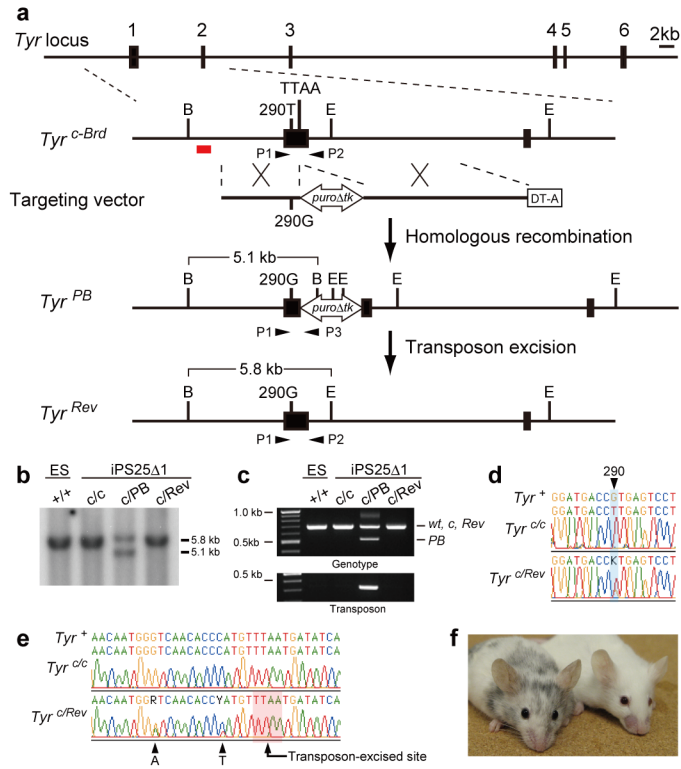 a
1 2 3 4 5 6 2kb
Tyr locus
TTAA
B 290T E E
Tyr c-Brd
P1 P2
Targeting vector puroΔtk DT-A
290G
Homologous recombination
5.1 kb
B 290G B EE E E
Tyr PB puroΔtk
P1 P3
Transposon excision
5.8 kb
B 290G E E
Tyr Rev
P1 P2
b
ES iPS25Δ1
+/+ c/c c/PB c/Rev
5.8 kb
5.1 kb
c
ES iPS25Δ1
+/+ c/c c/PB c/Rev
1.0 kb
wt, c, Rev
0.5kb PB
Genotype
0.5 kb
Transposon
d
290
Tyr + GGATGACCGTGAGTCCT
Tyr c/c GGATGACCTTGAGTCCT
Tyr c/Rev GGATGACCKTGAGTCCT
e
Tyr + AACAATGGGTCAACACCCATGTTTAATGATATCA
Tyr c/c AACAATGGGTCAACACCCATGTTTAATGATATCA
Tyr c/Rev AACAATGGRTCAACACCYATGTTTAATGATATCA
A T Transposon-excised site
f